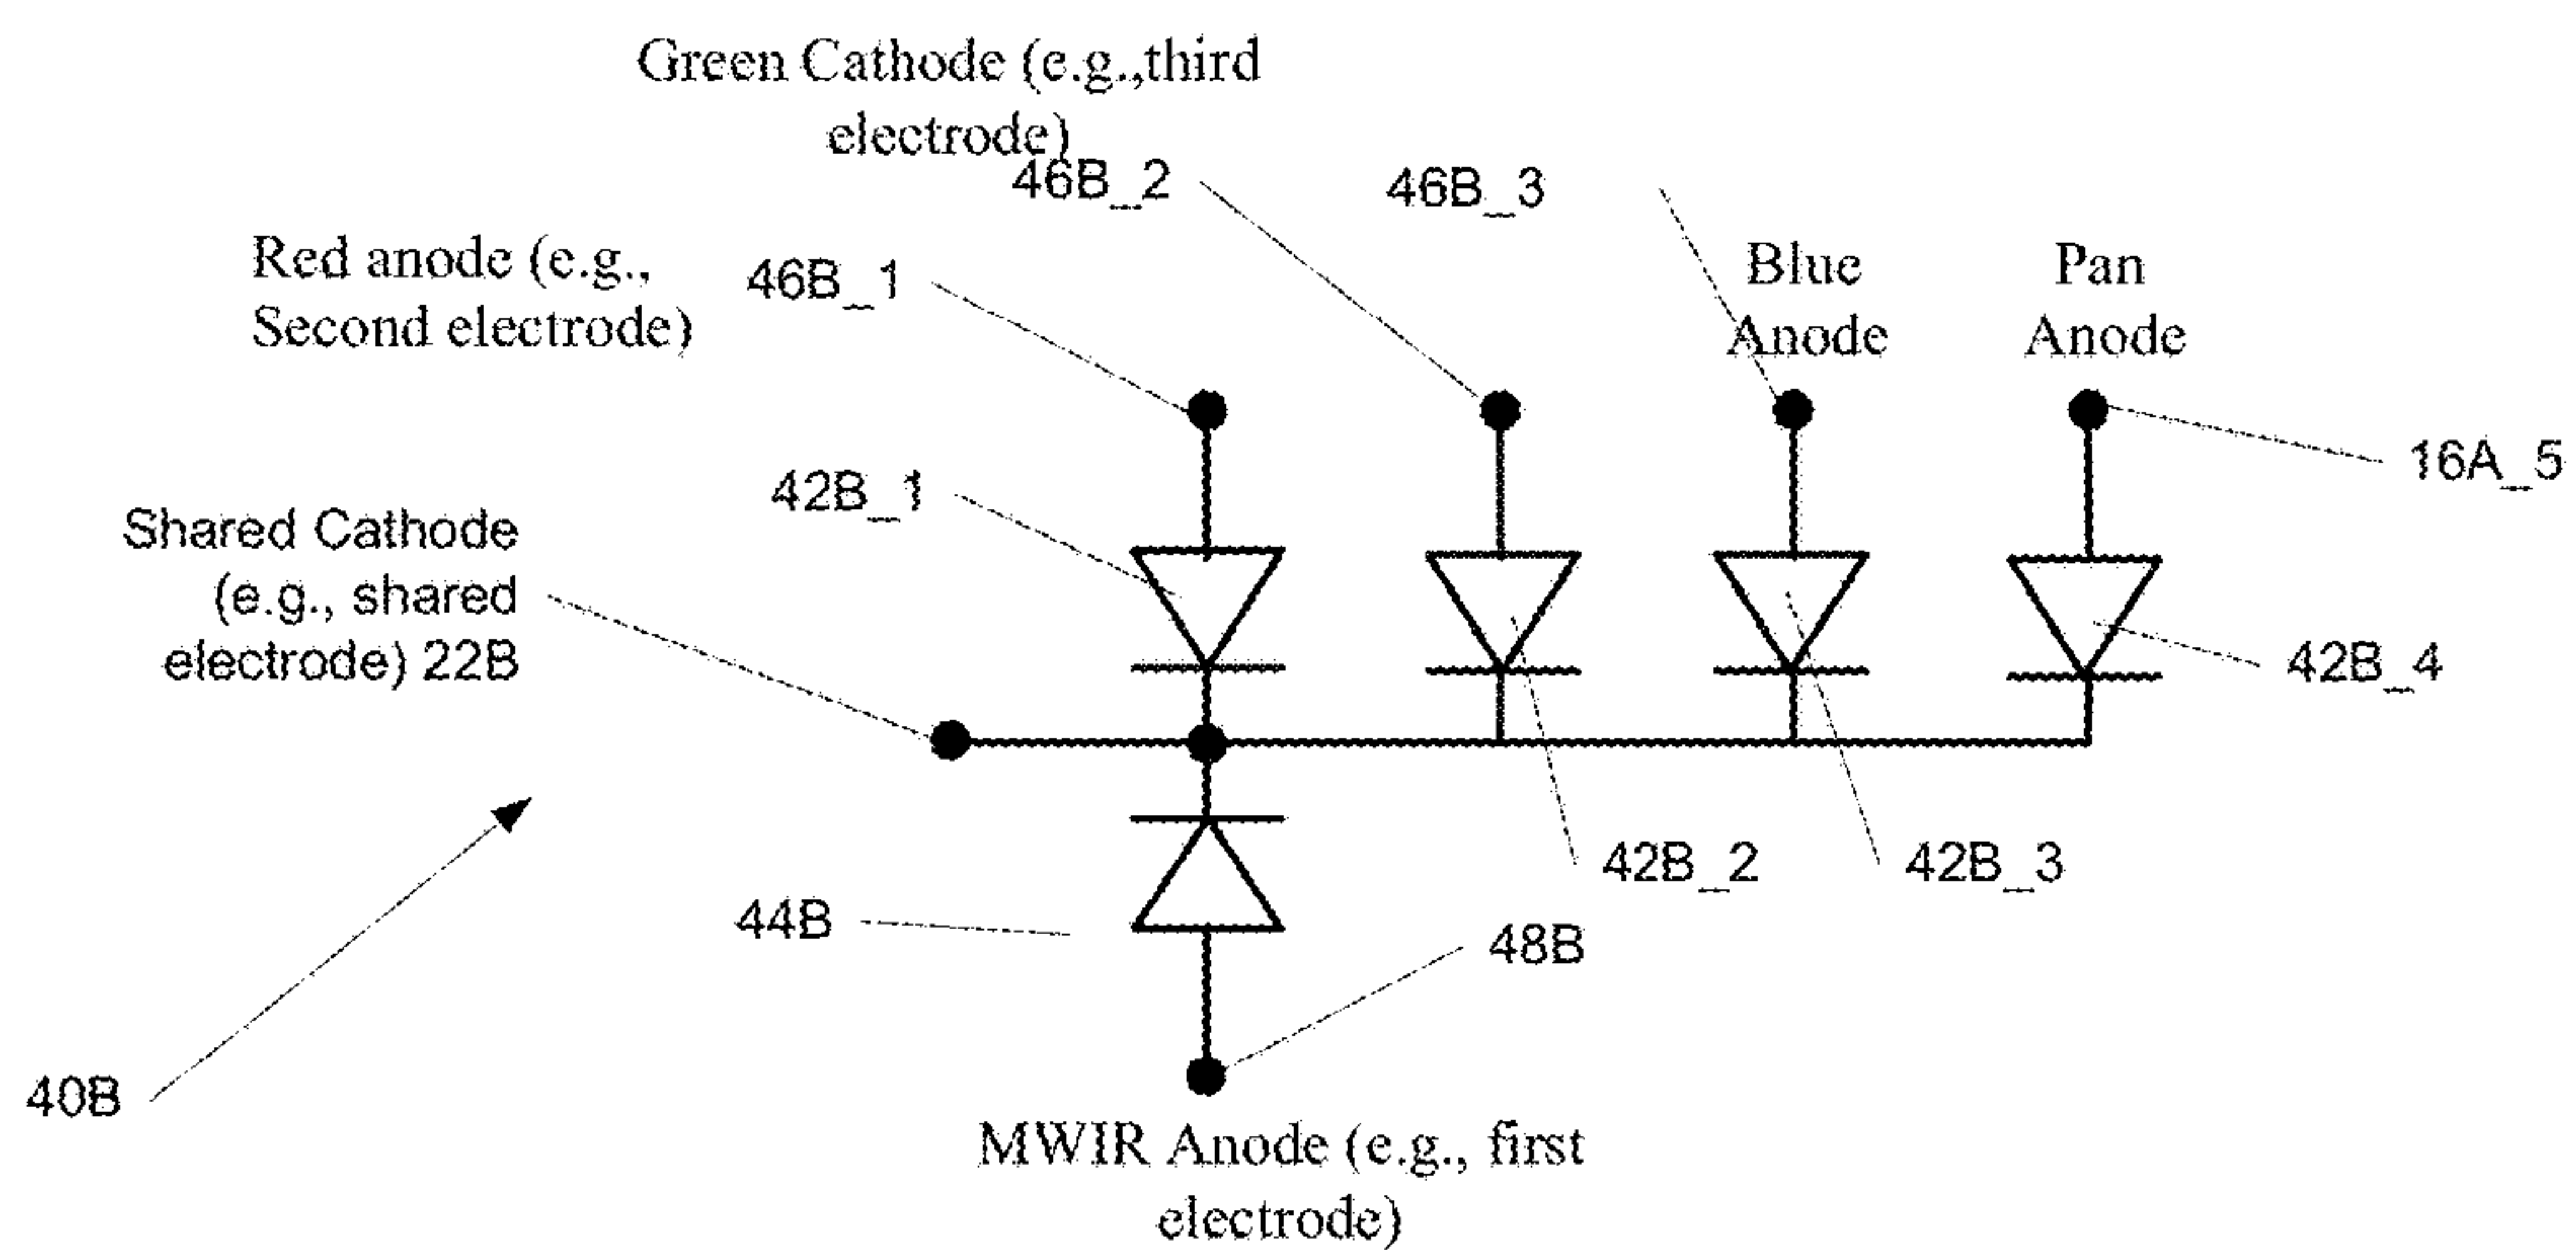 Green Cathode (e.g.,third
electrode)
46B_2
46B_3
Red anode (e.g.,
Second electrode)
46B_1
Blue
Anode
Pan
Anode
16A_5
42B_1
Shared Cathode
(e.g., shared
electrode) 22B
42B_4
42B_2
42B_3
44B
48B
40B
MWIR Anode (e.g., first
electrode)